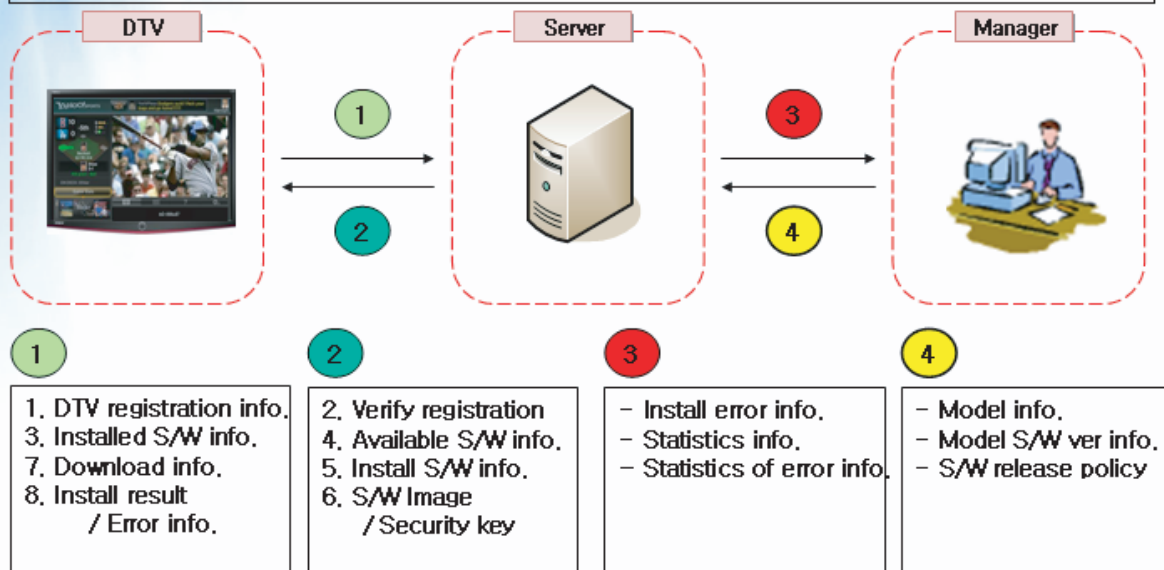 DTV
Server
Manager
YAHOO!
1
3
2
4
1
2
3
4
1. DTV registration info.
3. Installed S/W info.
7. Download info.
8. Install result
/ Error info.
2. Verify registration
4. Available S/W info.
5. Install S/W info.
6. S/W Image
/ Security key
- Install error info.
- Statistics info.
- Statistics of error info.
- Model info.
- Model S/W ver info.
- S/W release policy